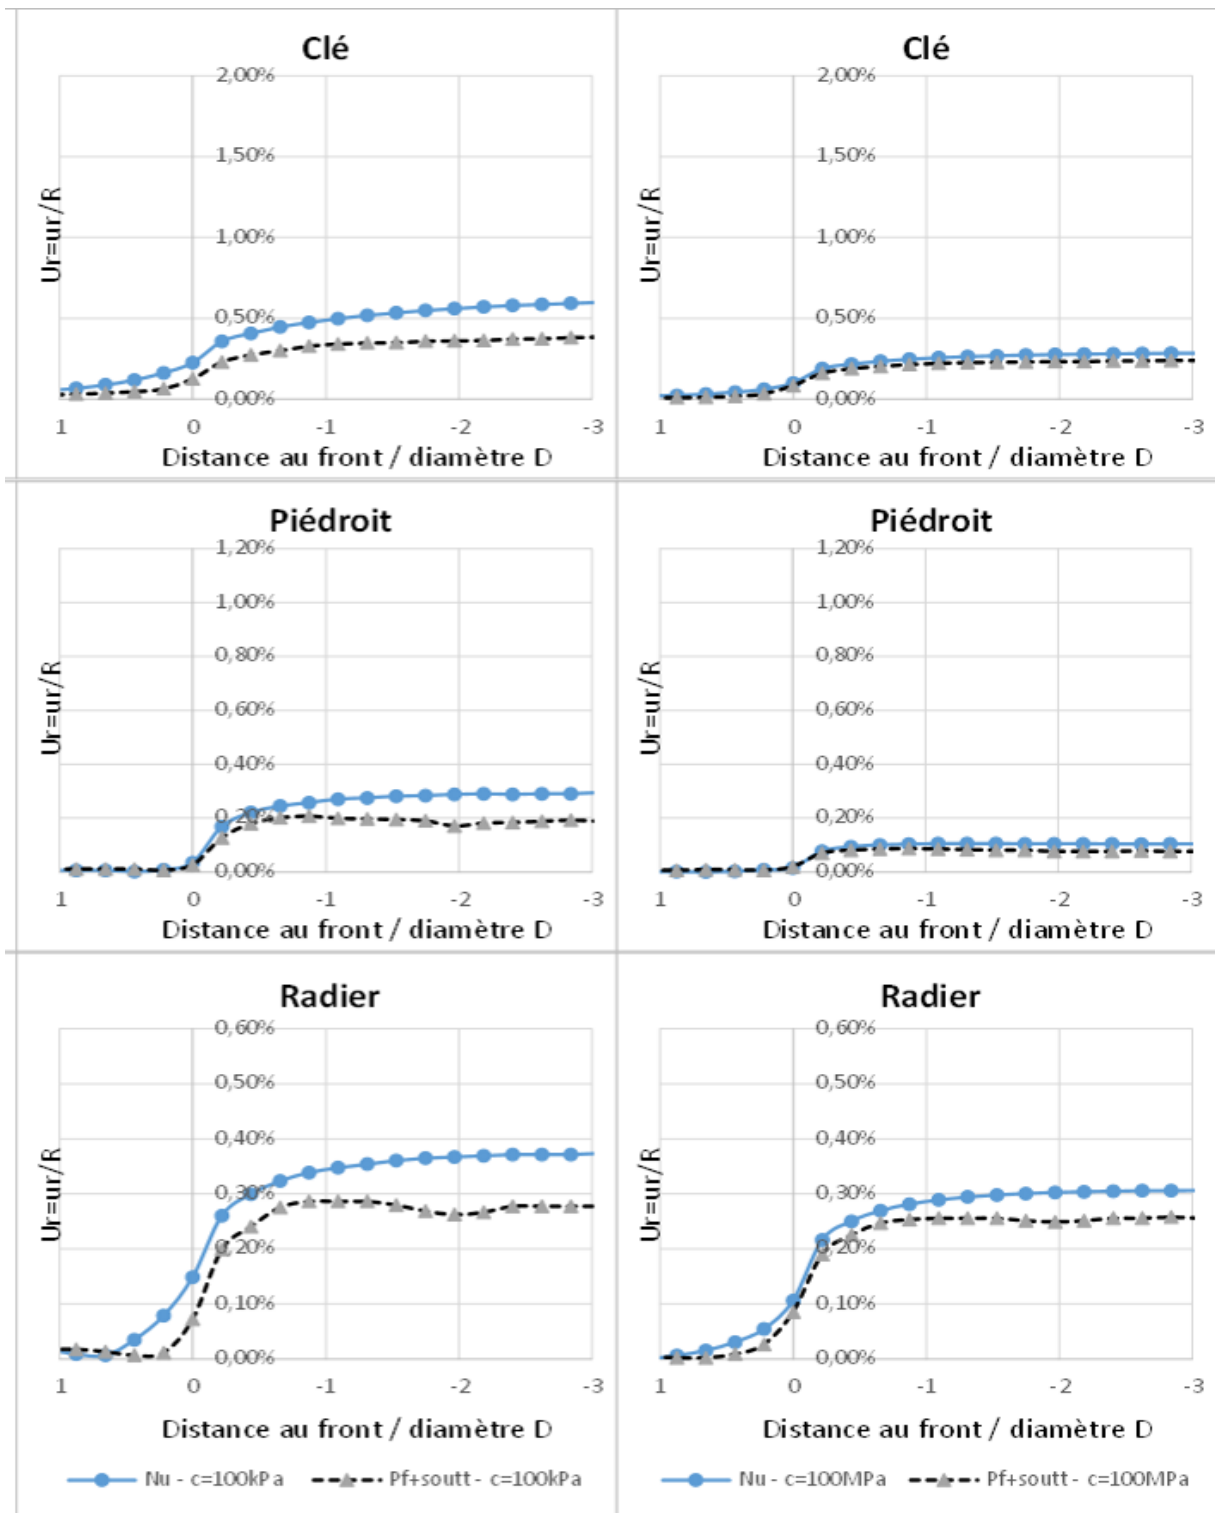 Clé
2,00%
1,50%
1,00%
0,50%
0,00%
Ur=ur/R
1 0 -1 -2 -3
Distance au front / diamètre D
Clé
2,00%
1,50%
1,00%
0,50%
0,00%
Ur=ur/R
1 0 -1 -2 -3
Distance au front / diamètre D
Piédroit
1,20%
1,00%
0,80%
0,60%
0,40%
0,20%
0,00%
Ur=ur/R
1 0 -1 -2 -3
Distance au front / diamètre D
Piédroit
1,20%
1,00%
0,80%
0,60%
0,40%
0,20%
0,00%
Ur=ur/R
1 0 -1 -2 -3
Distance au front / diamètre D
Radier
0,60%
0,50%
0,40%
0,30%
0,20%
0,10%
0,00%
Ur=ur/R
1 0 -1 -2 -3
Distance au front / diamètre D
Nu - c=100kPa Pf+soutt - c=100kPa
Radier
0,60%
0,50%
0,40%
0,30%
0,20%
0,10%
0,00%
Ur=ur/R
1 0 -1 -2 -3
Distance au front / diamètre D
Nu - c=100MPa Pf+soutt - c=100MPa